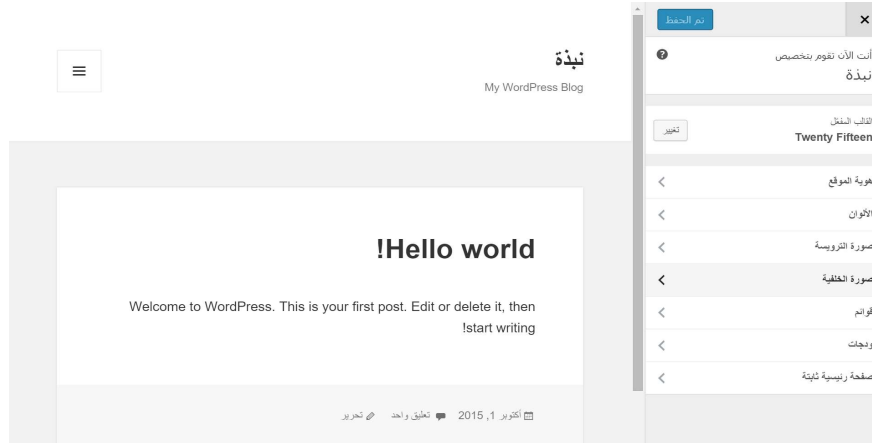 تم الحفظ
أنت الآن تقوم بتخصيص
نبذة
القالب المفعّل
Twenty Fifteen
تغيير
هوية الموقع
الألوان
صورة الترويسة
صورة الخلفية
قوائم
ودجات
صفحة رئيسية ثابتة
نبذة
My WordPress Blog
!Hello world
Welcome to WordPress. This is your first post. Edit or delete it, then
!start writing
أكتوبر 1, 2015 تعليق واحد تحرير